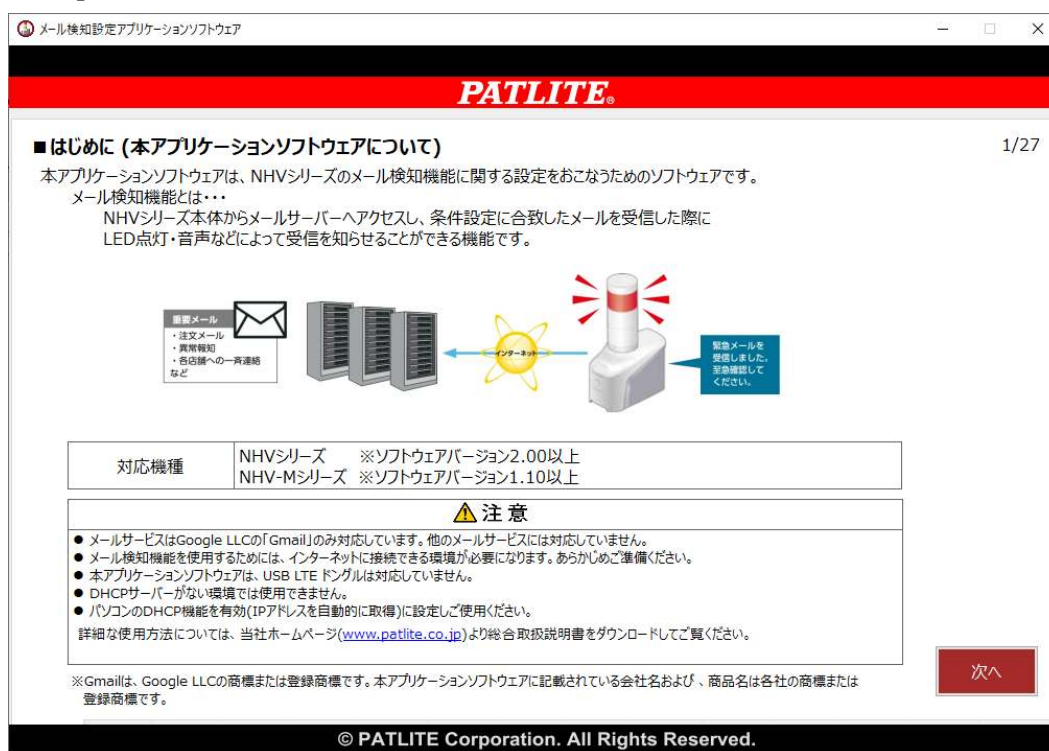 メール検知設定アプリケーションソフトウェア
PATLITE®
■はじめに (本アプリケーションソフトウェアについて)
1/27
本アプリケーションソフトウェアは、NHVシリーズのメール検知機能に関する設定をおこなうためのソフトウェアです。
メール検知機能とは・・・
NHVシリーズ本体からメールサーバーへアクセスし、条件設定に合致したメールを受信した際に
LED点灯・音声などによって受信を知らせることができる機能です。
重要メール
・注文メール
・異常報知
・各店舗への一斉連絡
など
インターネット
緊急メールを
受信しました。
至急確認して
ください。
対応機種
NHVシリーズ ※ソフトウェアバージョン2.00以上
NHV-Mシリーズ ※ソフトウェアバージョン1.10以上
注意
● メールサービスはGoogle LLCの「Gmail」のみ対応しています。他のメールサービスには対応していません。
● メール検知機能を使用するためには、インターネットに接続できる環境が必要になります。あらかじめご準備ください。
● 本アプリケーションソフトウェアは、USB LTE ドングルは対応していません。
● DHCPサーバーがない環境では使用できません。
● パソコンのDHCP機能を有効(IPアドレスを自動的に取得)に設定しご使用ください。
詳細な使用方法については、当社ホームページ(www.patlite.co.jp)より総合取扱説明書をダウンロードしてご覧ください。
次へ
※Gmailは、Google LLCの商標または登録商標です。本アプリケーションソフトウェアに記載されている会社名および 、商品名は各社の商標または
登録商標です。
© PATLITE Corporation. All Rights Reserved.